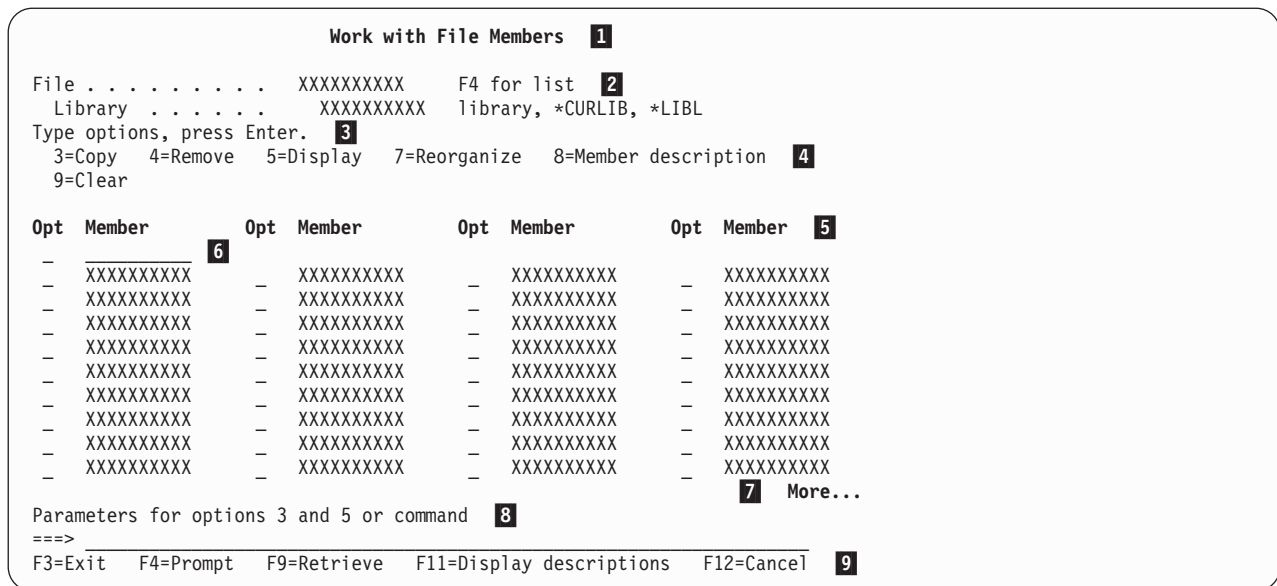 Work with File Members 1
File . . . . . . . . . XXXXXXXXXX F4 for list 2
Library . . . . . . XXXXXXXXXX library, *CURLIB, *LIBL
Type options, press Enter. 3
3=Copy 4=Remove 5=Display 7=Reorganize 8=Member description 4
9=Clear
Opt Member Opt Member Opt Member Opt Member 5
_ __________ 6
_ XXXXXXXXXX _ XXXXXXXXXX _ XXXXXXXXXX _ XXXXXXXXXX
_ XXXXXXXXXX _ XXXXXXXXXX _ XXXXXXXXXX _ XXXXXXXXXX
_ XXXXXXXXXX _ XXXXXXXXXX _ XXXXXXXXXX _ XXXXXXXXXX
_ XXXXXXXXXX _ XXXXXXXXXX _ XXXXXXXXXX _ XXXXXXXXXX
_ XXXXXXXXXX _ XXXXXXXXXX _ XXXXXXXXXX _ XXXXXXXXXX
_ XXXXXXXXXX _ XXXXXXXXXX _ XXXXXXXXXX _ XXXXXXXXXX
_ XXXXXXXXXX _ XXXXXXXXXX _ XXXXXXXXXX _ XXXXXXXXXX
_ XXXXXXXXXX _ XXXXXXXXXX _ XXXXXXXXXX _ XXXXXXXXXX
_ XXXXXXXXXX _ XXXXXXXXXX _ XXXXXXXXXX _ XXXXXXXXXX
7 More...
Parameters for options 3 and 5 or command 8
===> ____________________________________________________________________
F3=Exit F4=Prompt F9=Retrieve F11=Display descriptions F12=Cancel 9